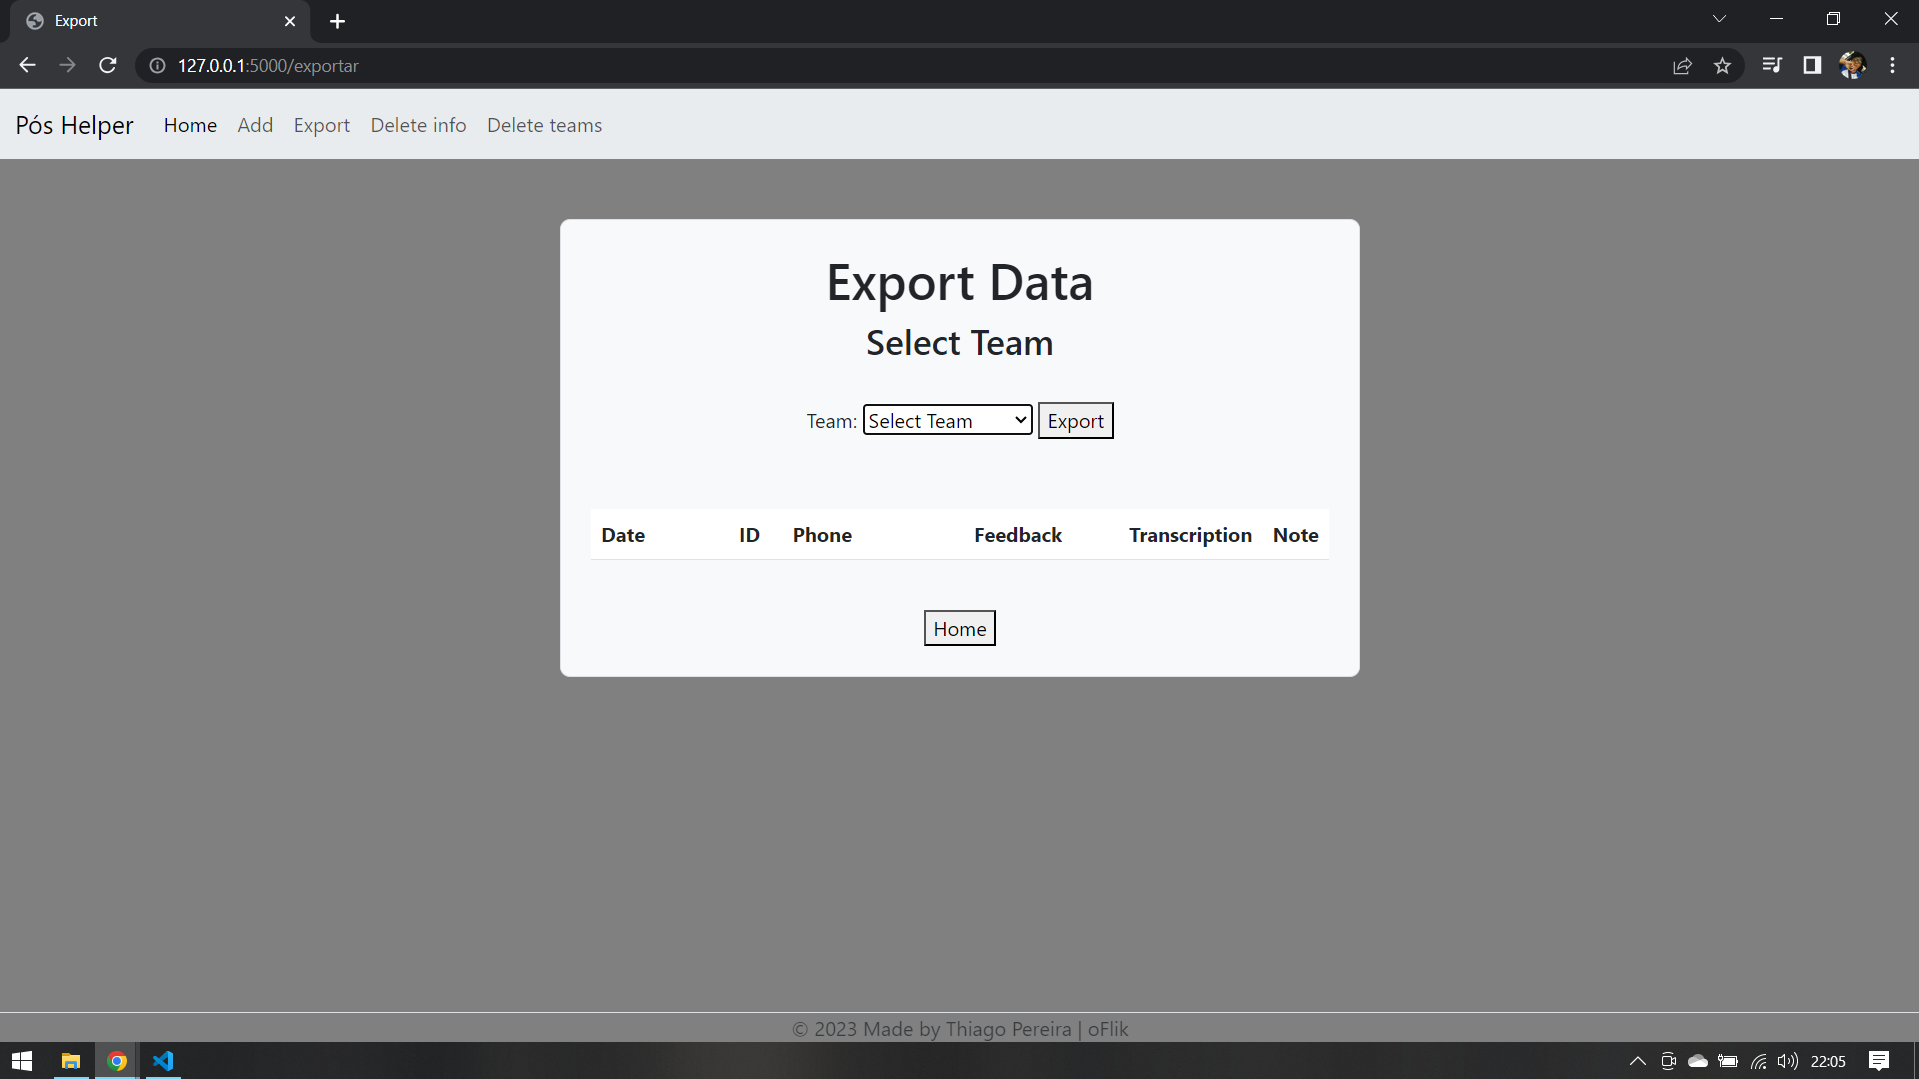 Export
127.0.0.1:5000/exportar
Pós Helper Home Add Export Delete info Delete teams
Export Data
Select Team
Team: Select Team Export
Date ID Phone Feedback Transcription Note
Home
© 2023 Made by Thiago Pereira | oFlik
22:05